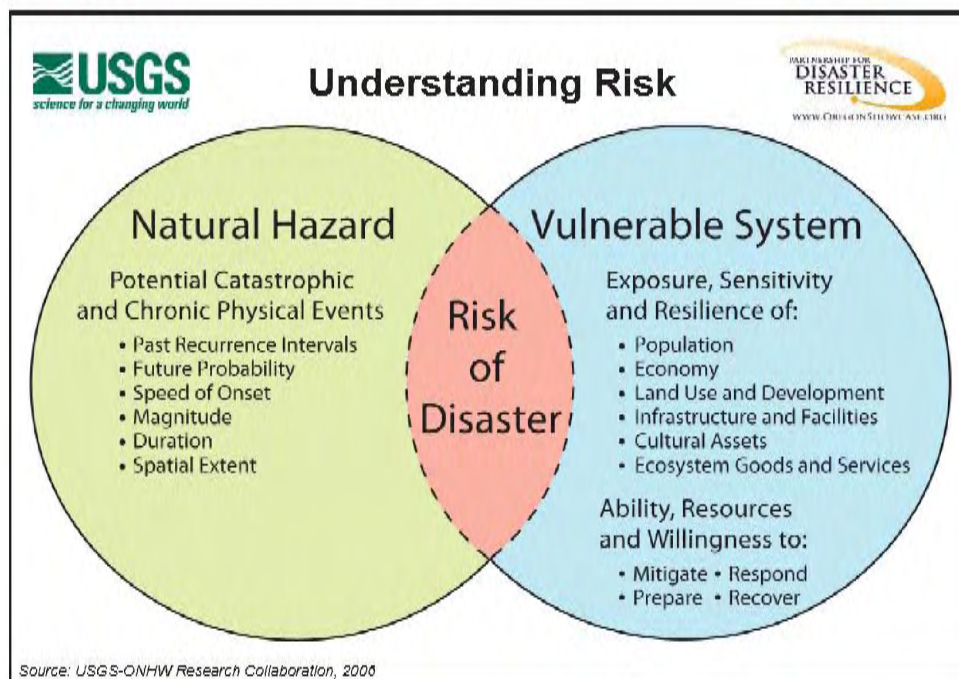 USGS
science for a changing world
Understanding Risk
PARTNERSHIP FOR
DISASTER
RESILIENCE
WWW.OREGONSHOWCASE.ORG
Natural Hazard
Potential Catastrophic
and Chronic Physical Events
• Past Recurrence Intervals
• Future Probability
• Speed of Onset
• Magnitude
• Duration
• Spatial Extent
Risk
of
Disaster
Vulnerable System
Exposure, Sensitivity
and Resilience of:
• Population
• Economy
• Land Use and Development
• Infrastructure and Facilities
• Cultural Assets
• Ecosystem Goods and Services
Ability, Resources
and Willingness to:
• Mitigate • Respond
• Prepare • Recover
Source: USGS-ONHW Research Collaboration, 2006